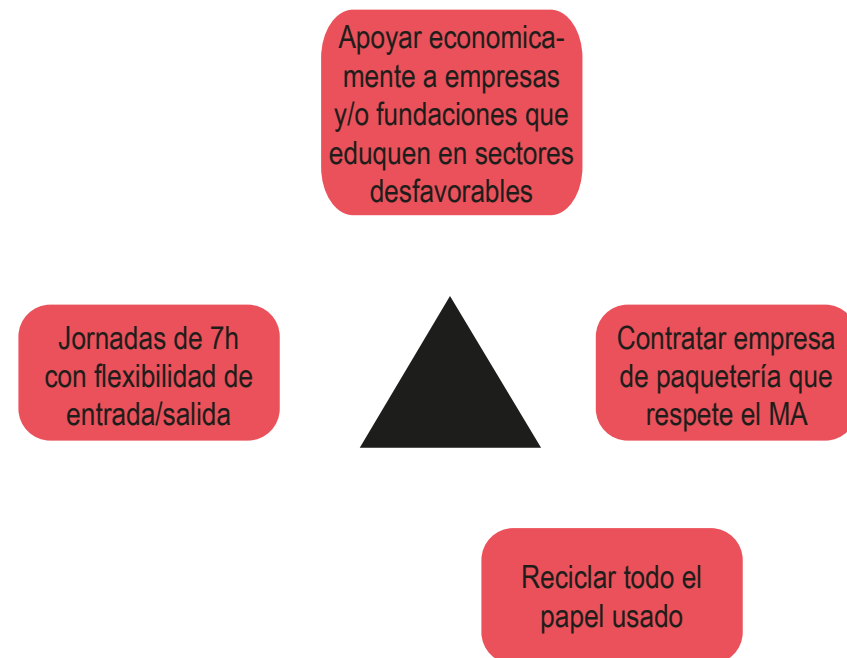 Apoyar economica-
mente a empresas
y/o fundaciones que
eduquen en sectores
desfavorables
Jornadas de 7h
con flexibilidad de
entrada/salida
Contratar empresa
de paquetería que
respete el MA
Reciclar todo el
papel usado